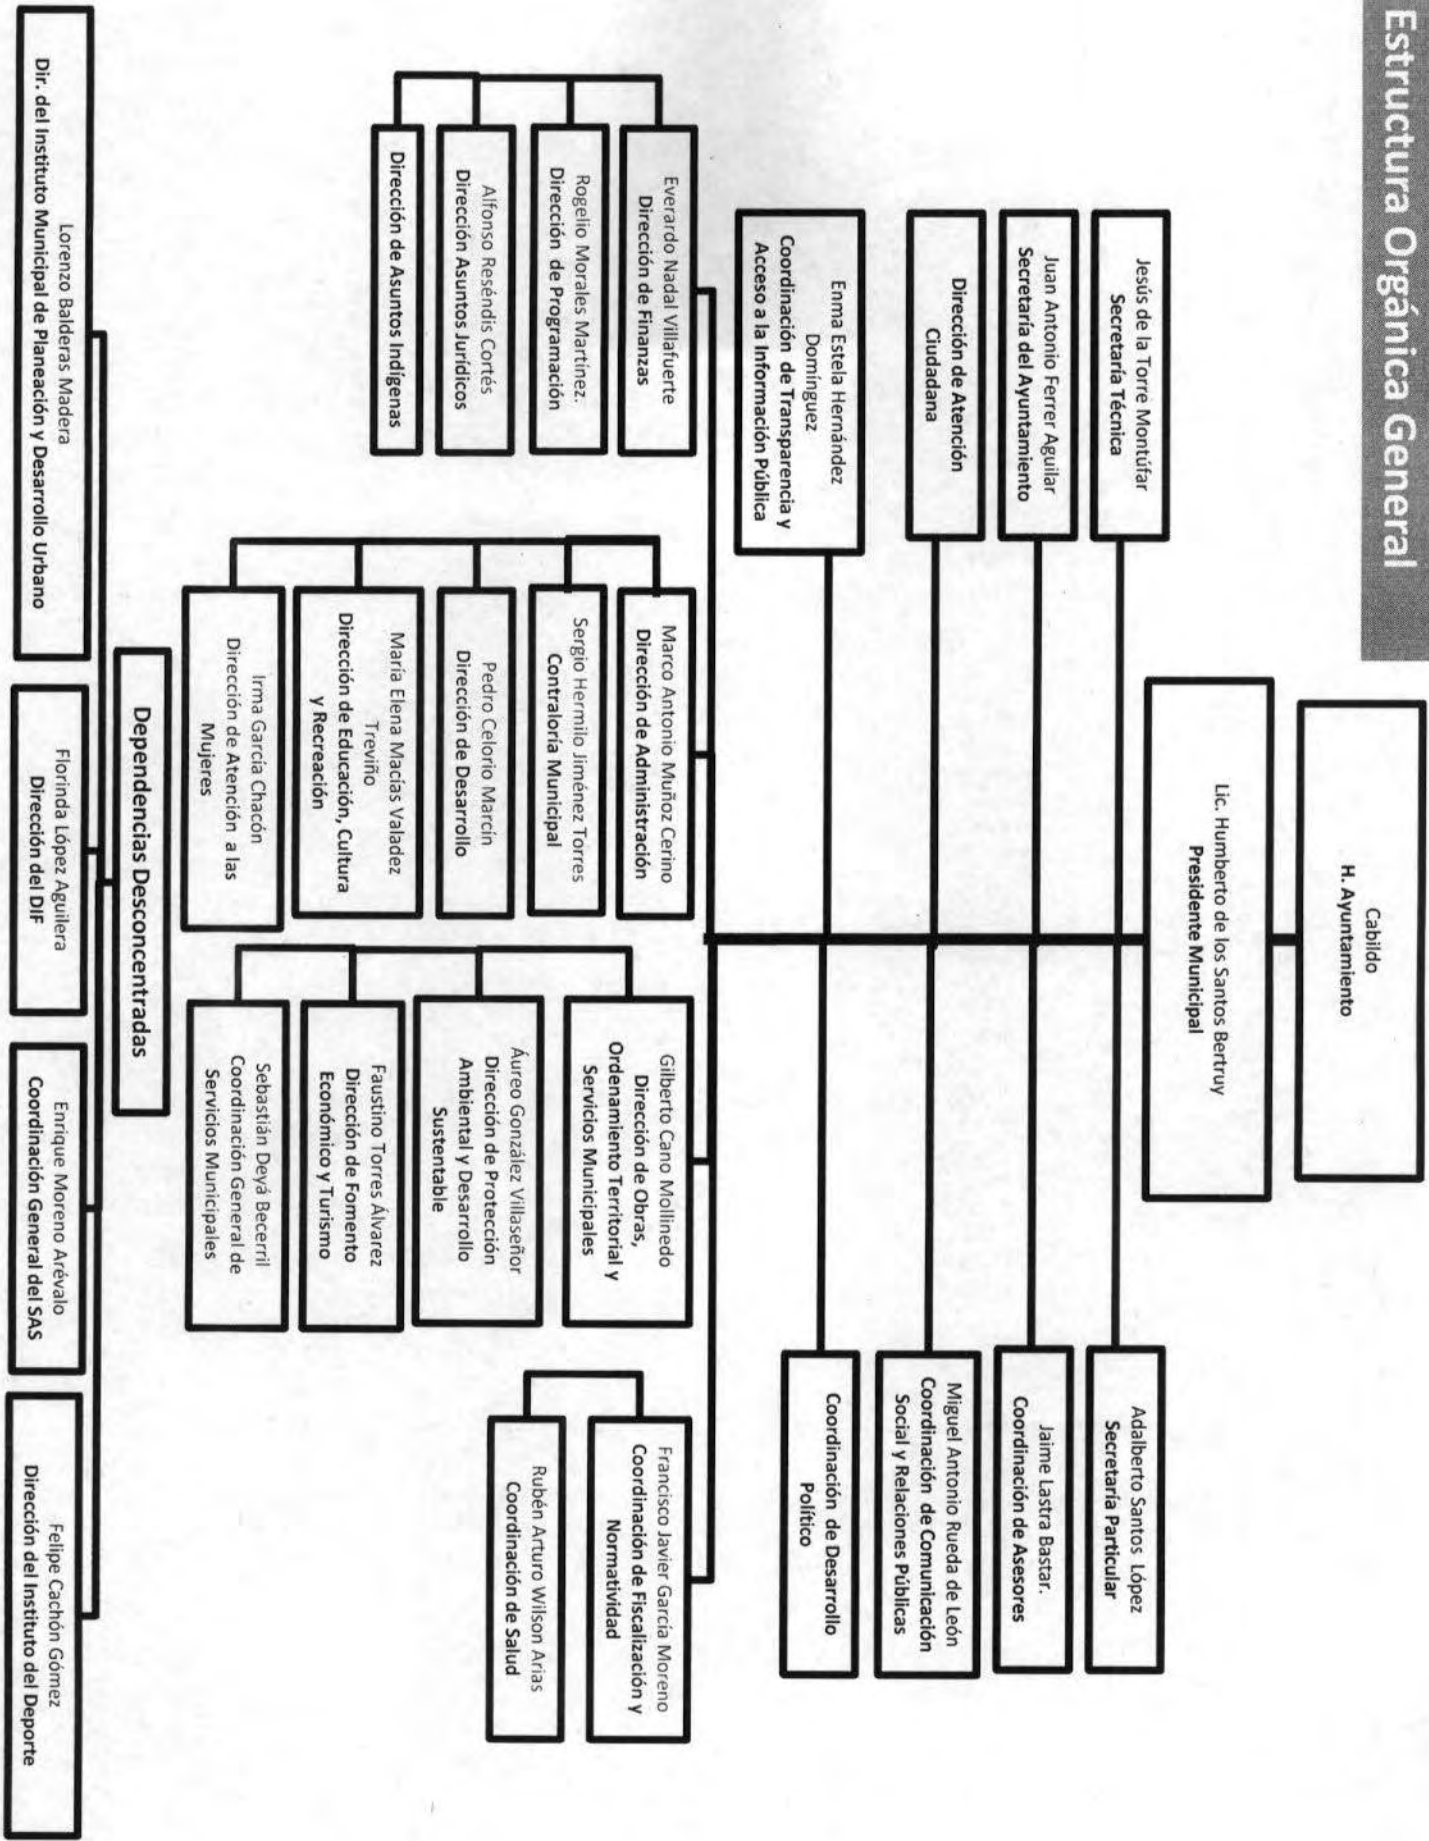 Estructura Orgánica General
Cabildo
H. Ayuntamiento
Lic. Humberto de los Santos Bertruy
Presidente Municipal
Jesús de la Torre Montúfar
Secretaría Técnica
Adalberto Santos López
Secretaría Particular
Juan Antonio Ferrer Aguilar
Secretaría del Ayuntamiento
Jaime Lastra Bastar.
Coordinación de Asesores
Dirección de Atención
Ciudadana
Miguel Antonio Rueda de León
Coordinación de Comunicación
Social y Relaciones Públicas
Enma Estela Hernández
Domínguez
Coordinación de Transparencia y
Acceso a la Información Pública
Coordinación de Desarrollo
Político
Everardo Nadal Villafuerte
Dirección de Finanzas
Rogelio Morales Martínez.
Dirección de Programación
Alfonso Reséndis Cortés
Dirección Asuntos Jurídicos
Dirección de Asuntos Indígenas
Marco Antonio Muñoz Cerino
Dirección de Administración
Sergio Hermilo Jiménez Torres
Contraloría Municipal
Pedro Celorio Marcín
Dirección de Desarrollo
María Elena Macías Valadez
Treviño
Dirección de Educación, Cultura
y Recreación
Irma García Chacón
Dirección de Atención a las
Mujeres
Gilberto Cano Mollinedo
Dirección de Obras,
Ordenamiento Territorial y
Servicios Municipales
Áureo González Villaseñor
Dirección de Protección
Ambiental y Desarrollo
Sustentable
Faustino Torres Álvarez
Dirección de Fomento
Económico y Turismo
Sebastián Deyá Becerril
Coordinación General de
Servicios Municipales
Francisco Javier García Moreno
Coordinación de Fiscalización y
Normatividad
Rubén Arturo Wilson Arias
Coordinación de Salud
Dependencias Desconcentradas
Lorenzo Balderas Madera
Dir. del Instituto Municipal de Planeación y Desarrollo Urbano
Florinda López Aguilera
Dirección del DIF
Enrique Moreno Arévalo
Coordinación General del SAS
Felipe Cachón Gómez
Dirección del Instituto del Deporte